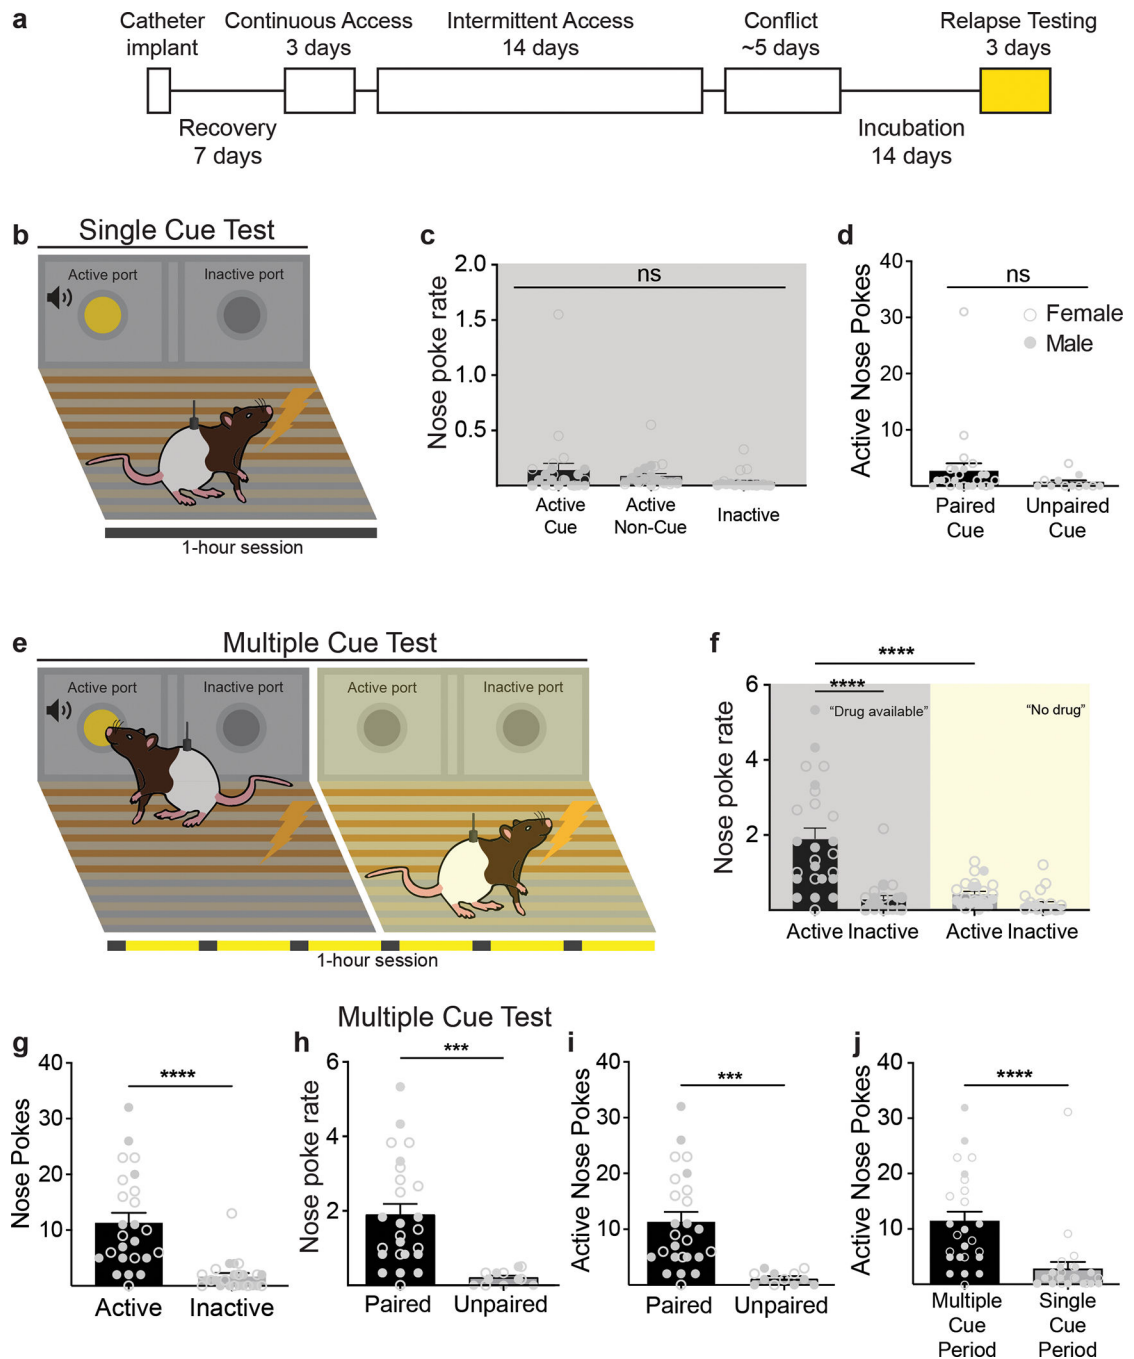 a
Catheter
implant
Continuous Access
3 days
Intermittent Access
14 days
Conflict
~5 days
Relapse Testing
3 days
Recovery
7 days
Incubation
14 days
b
Single Cue Test
Active port
Inactive port
1-hour session
c
Nose poke rate
2.0
1.5
1.0
0.5
ns
Active
Cue
Active
Non-Cue
Inactive
d
Active Nose Pokes
40
30
20
10
ns
Female
Male
Paired
Cue
Unpaired
Cue
e
Multiple Cue Test
Active port
Inactive port
Active port
Inactive port
1-hour session
f
Nose poke rate
6
4
2
****
****
“Drug available”
“No drug”
Active Inactive
Active Inactive
Multiple Cue Test
g
Nose Pokes
40
30
20
10
****
Active
Inactive
h
Nose poke rate
6
4
2
***
Paired
Unpaired
i
Active Nose Pokes
40
30
20
10
***
Paired
Unpaired
j
Active Nose Pokes
40
30
20
10
****
Multiple
Cue
Period
Single
Cue
Period